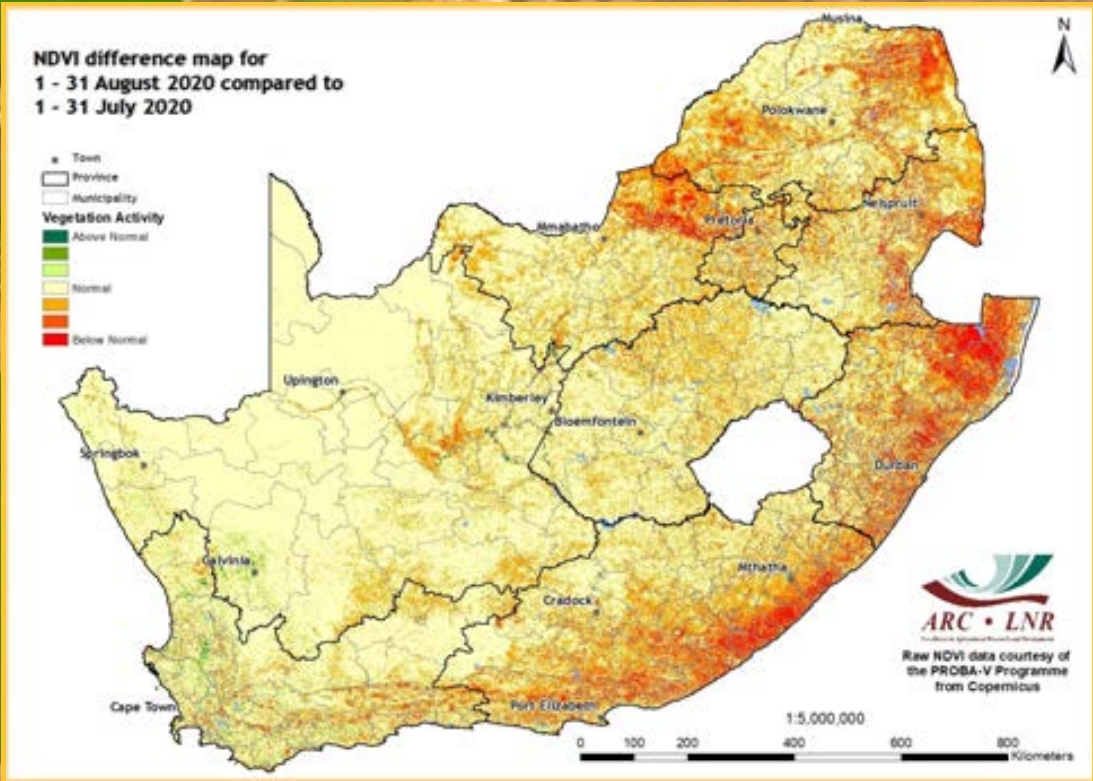 NDVI difference map for
1 - 31 August 2020 compared to
1 - 31 July 2020
Town
Province
Municipality
Vegetation Activity
Above Normal
Normal
Below Normal
N
Musina
Polokwane
Nelspruit
Pretoria
Mmabatho
Upington
Kimberley
Bloemfontein
Springbok
Durban
Calvinia
Mthatha
Cradock
Cape Town
Port Elizabeth
ARC • LNR
Raw NDVI data courtesy of
the PROBA-V Programme
from Copernicus
1:5,000,000
0 100 200 400 600 800
Kilometers